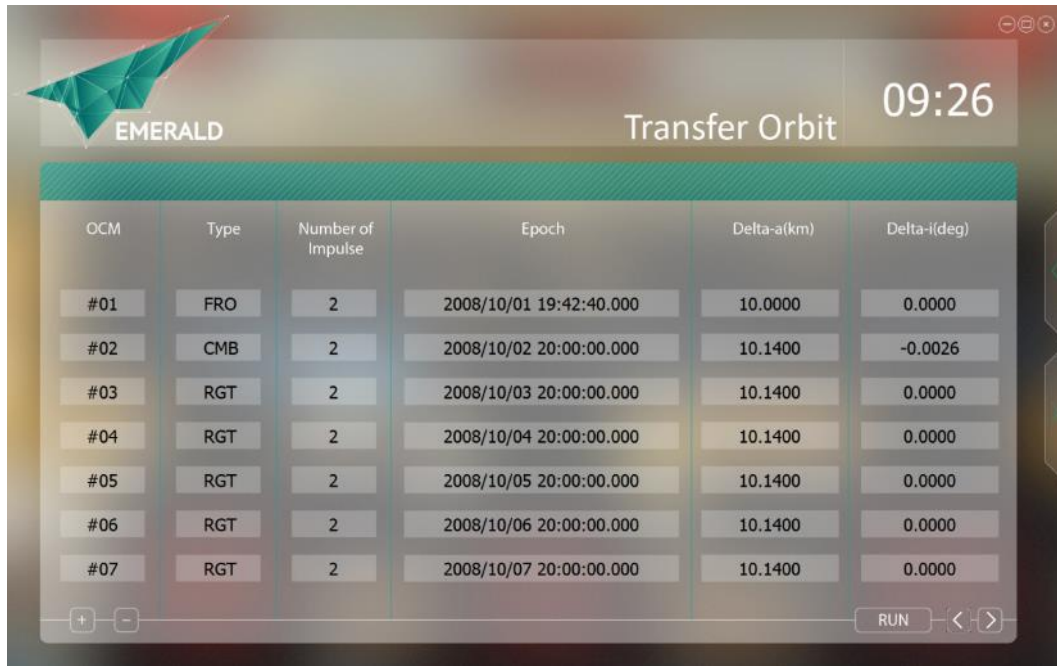 EMERALD
Transfer Orbit
09:26
OCM Type Number of Impulse Epoch Delta-a(km) Delta-i(deg)
#01 FRO 2 2008/10/01 19:42:40.000 10.0000 0.0000
#02 CMB 2 2008/10/02 20:00:00.000 10.1400 -0.0026
#03 RGT 2 2008/10/03 20:00:00.000 10.1400 0.0000
#04 RGT 2 2008/10/04 20:00:00.000 10.1400 0.0000
#05 RGT 2 2008/10/05 20:00:00.000 10.1400 0.0000
#06 RGT 2 2008/10/06 20:00:00.000 10.1400 0.0000
#07 RGT 2 2008/10/07 20:00:00.000 10.1400 0.0000
+ - RUN < >